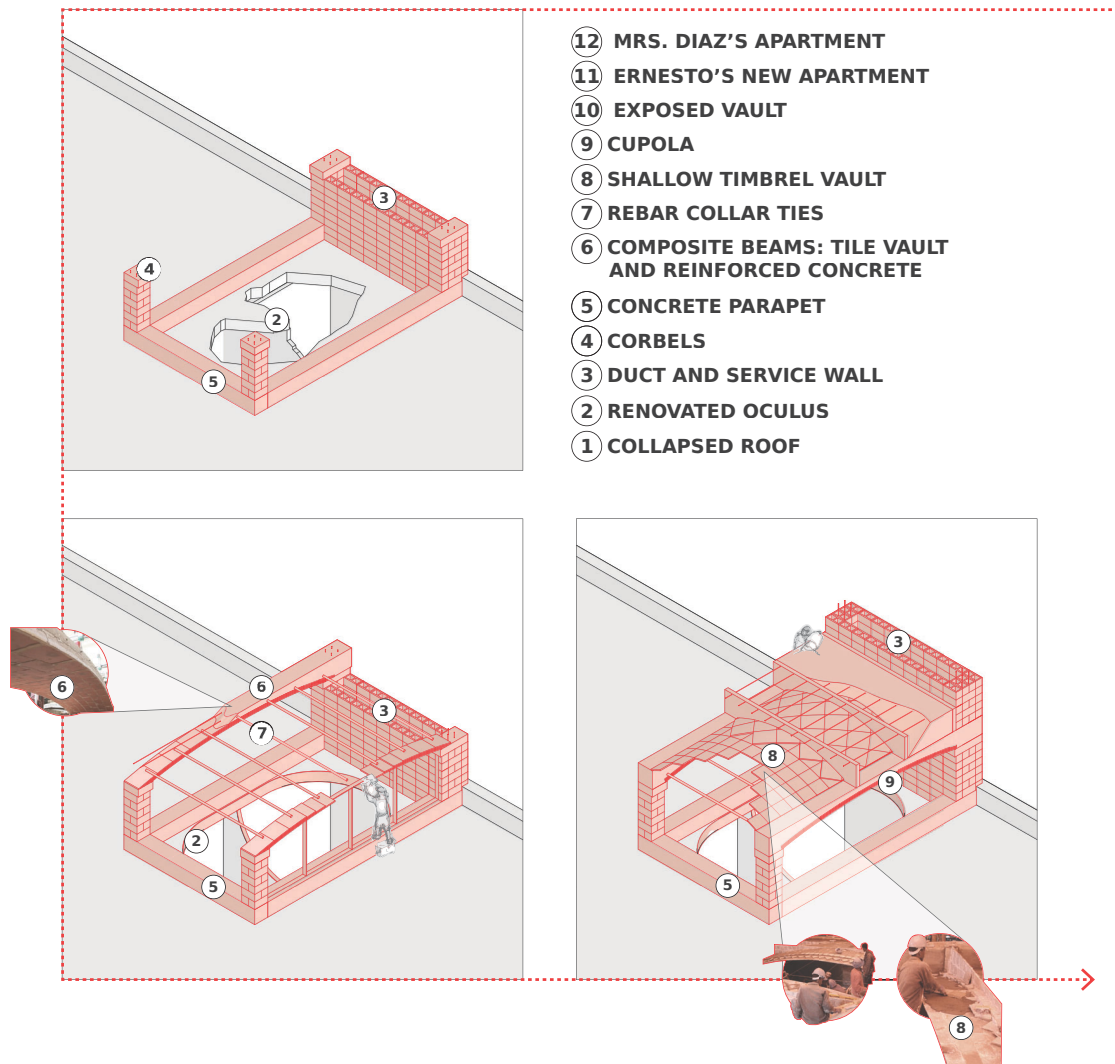 12 MRS. DIAZ'S APARTMENT
11 ERNESTO'S NEW APARTMENT
10 EXPOSED VAULT
9 CUPOLA
8 SHALLOW TIMBREL VAULT
7 REBAR COLLAR TIES
6 COMPOSITE BEAMS: TILE VAULT
AND REINFORCED CONCRETE
5 CONCRETE PARAPET
4 CORBELS
3 DUCT AND SERVICE WALL
2 RENOVATED OCULUS
1 COLLAPSED ROOF
3
4
2
5
6
6
3
7
2
5
3
8
9
5
8